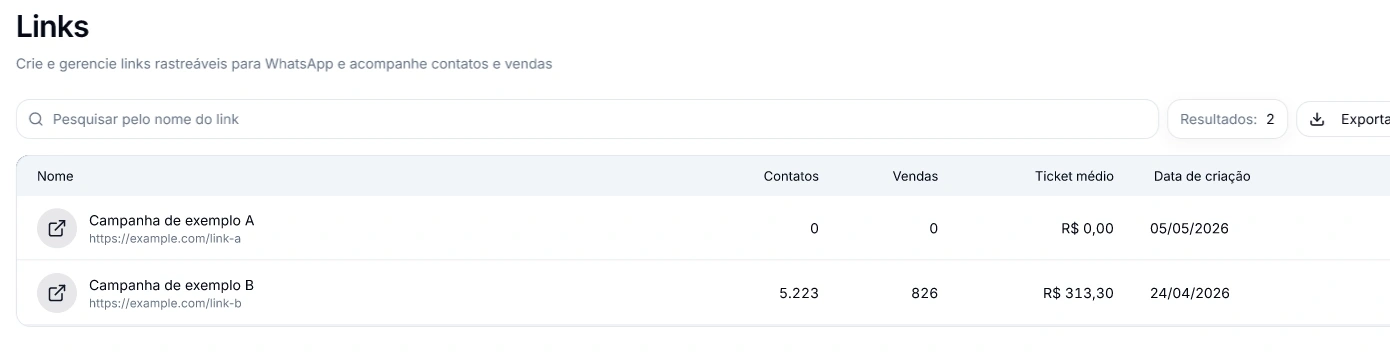 Links
Crie e gerencie links rastreáveis para WhatsApp e acompanhe contatos e vendas
Pesquisar pelo nome do link
Resultados: 2
Exporta
Nome Contatos Vendas Ticket médio Data de criação
Campanha de exemplo A 0 0 R$ 0,00 05/05/2026
https://example.com/link-a
Campanha de exemplo B 5.223 826 R$ 313,30 24/04/2026
https://example.com/link-b